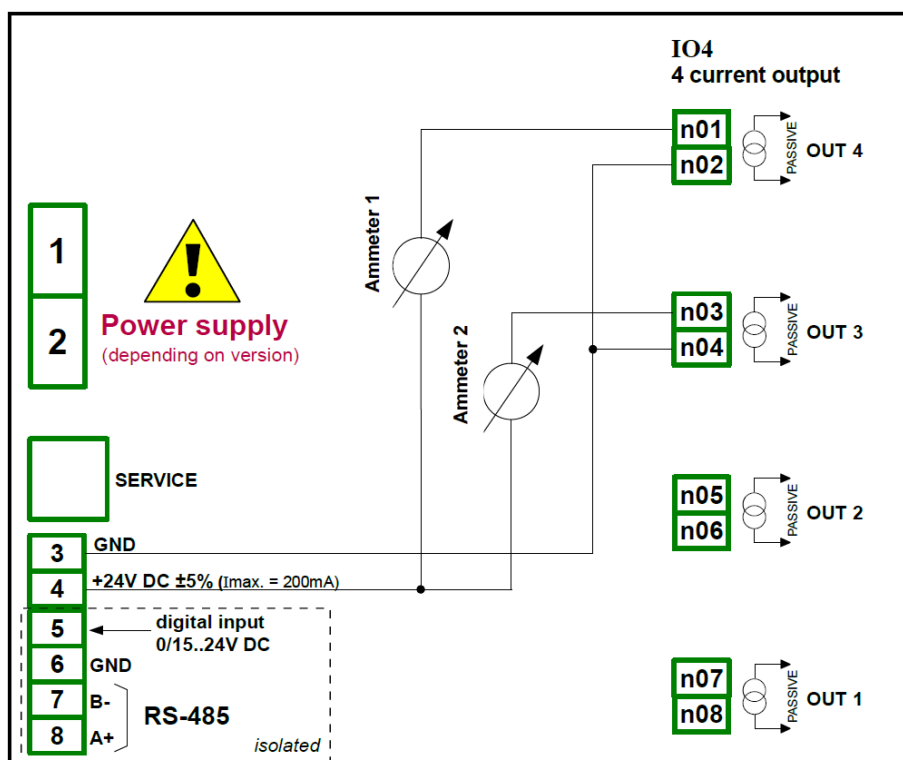 IO4
4 current output
n01
n02
PASSIVE
OUT 4
Ammeter 1
1
2
!
Power supply
(depending on version)
Ammeter 2
n03
n04
PASSIVE
OUT 3
SERVICE
n05
n06
PASSIVE
OUT 2
3
GND
4
+24V DC ±5% (Imax. = 200mA)
5
digital input
0/15..24V DC
6
GND
7
B-
RS-485
8
A+
isolated
n07
n08
PASSIVE
OUT 1